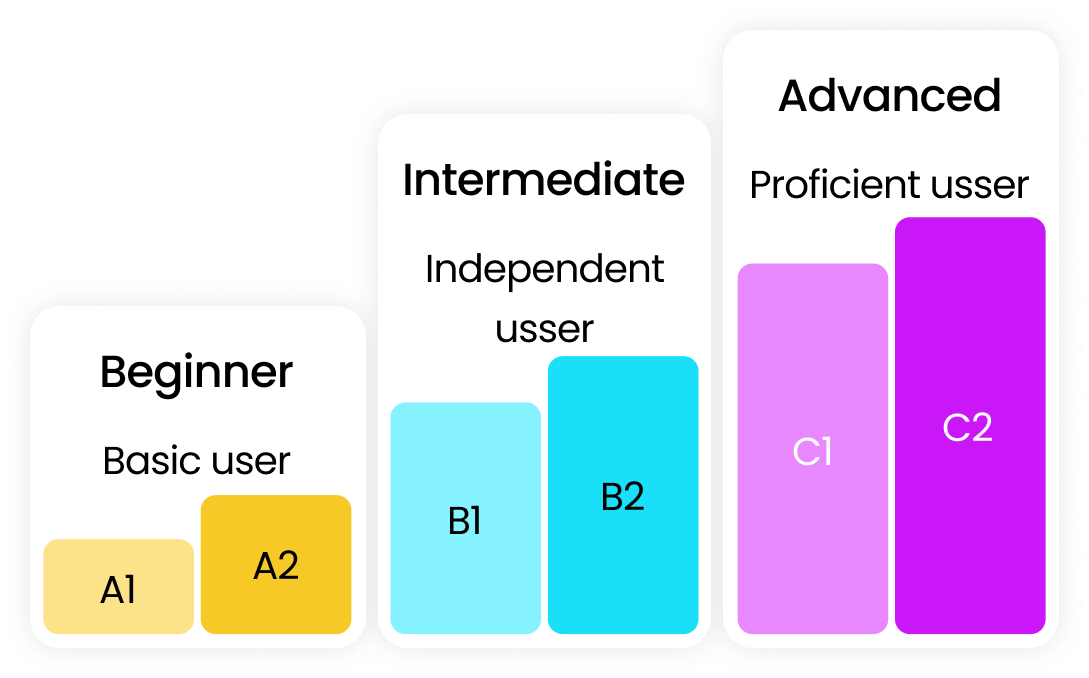 Beginner
Basic user
A1
A2
Intermediate
Independent
usser
B1
B2
Advanced
Proficient usser
C1
C2